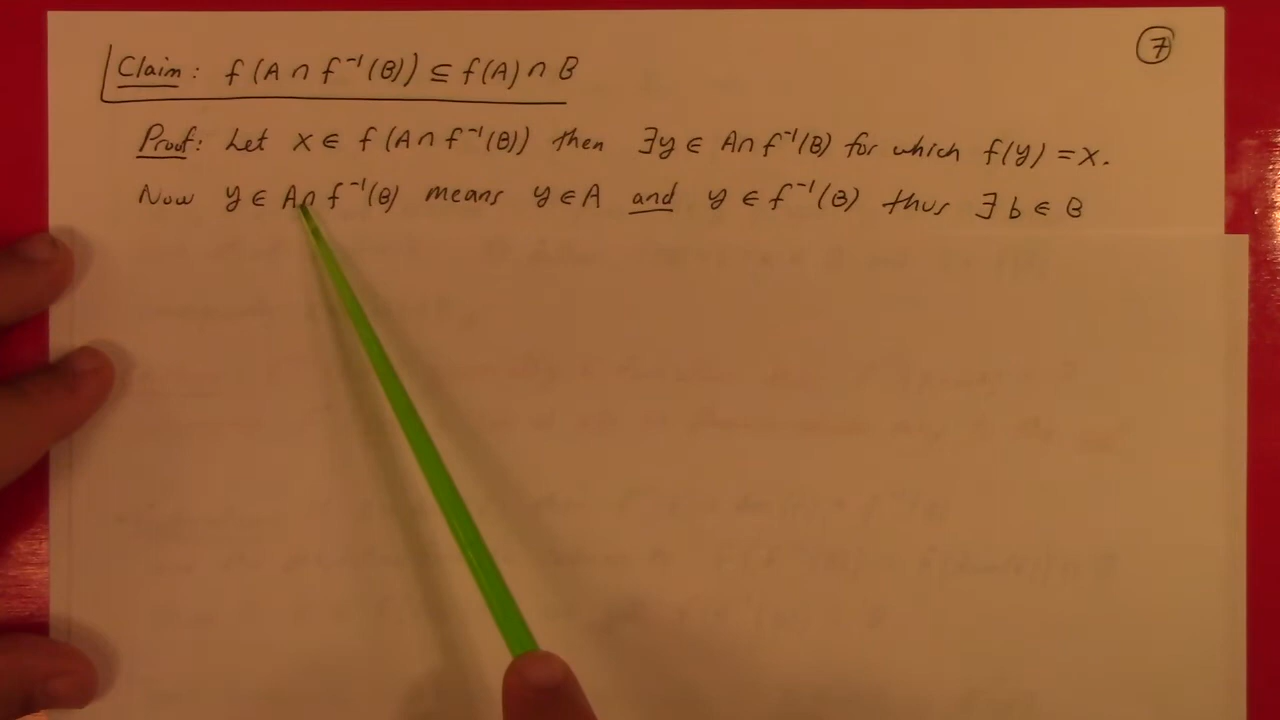 7
Claim: f(A ∩ f⁻¹(B)) ⊆ f(A) ∩ B
Proof: Let x ∈ f(A ∩ f⁻¹(B)) then ∃y ∈ A∩f⁻¹(B) for which f(y) = x.
Now y ∈ A∩f⁻¹(B) means y ∈ A and y ∈ f⁻¹(B) thus ∃ b ∈ B